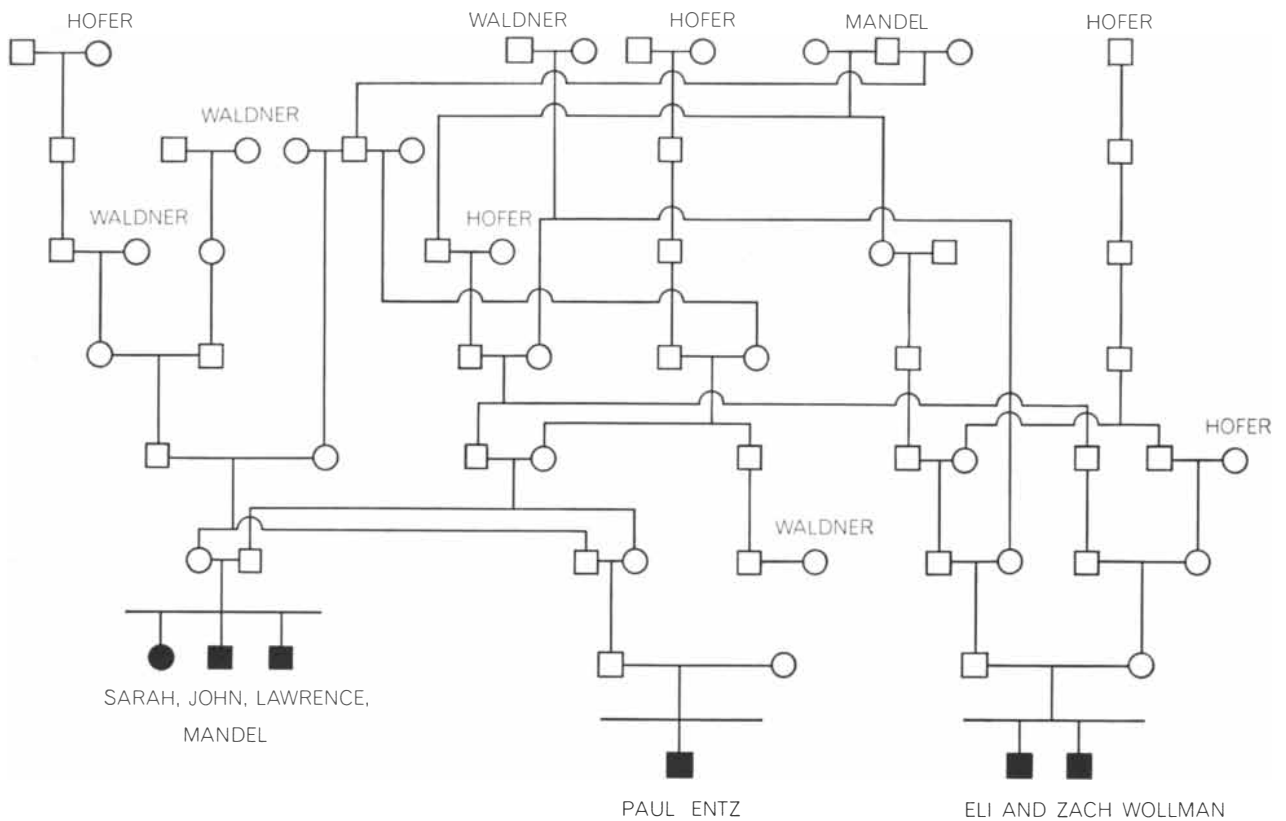 HOFER
WALDNER
HOFER
MANDEL
HOFER
WALDNER
WALDNER
HOFER
HOFER
WALDNER
SARAH, JOHN, LAWRENCE,
MANDEL
PAUL ENTZ
ELI AND ZACH WOLLMAN